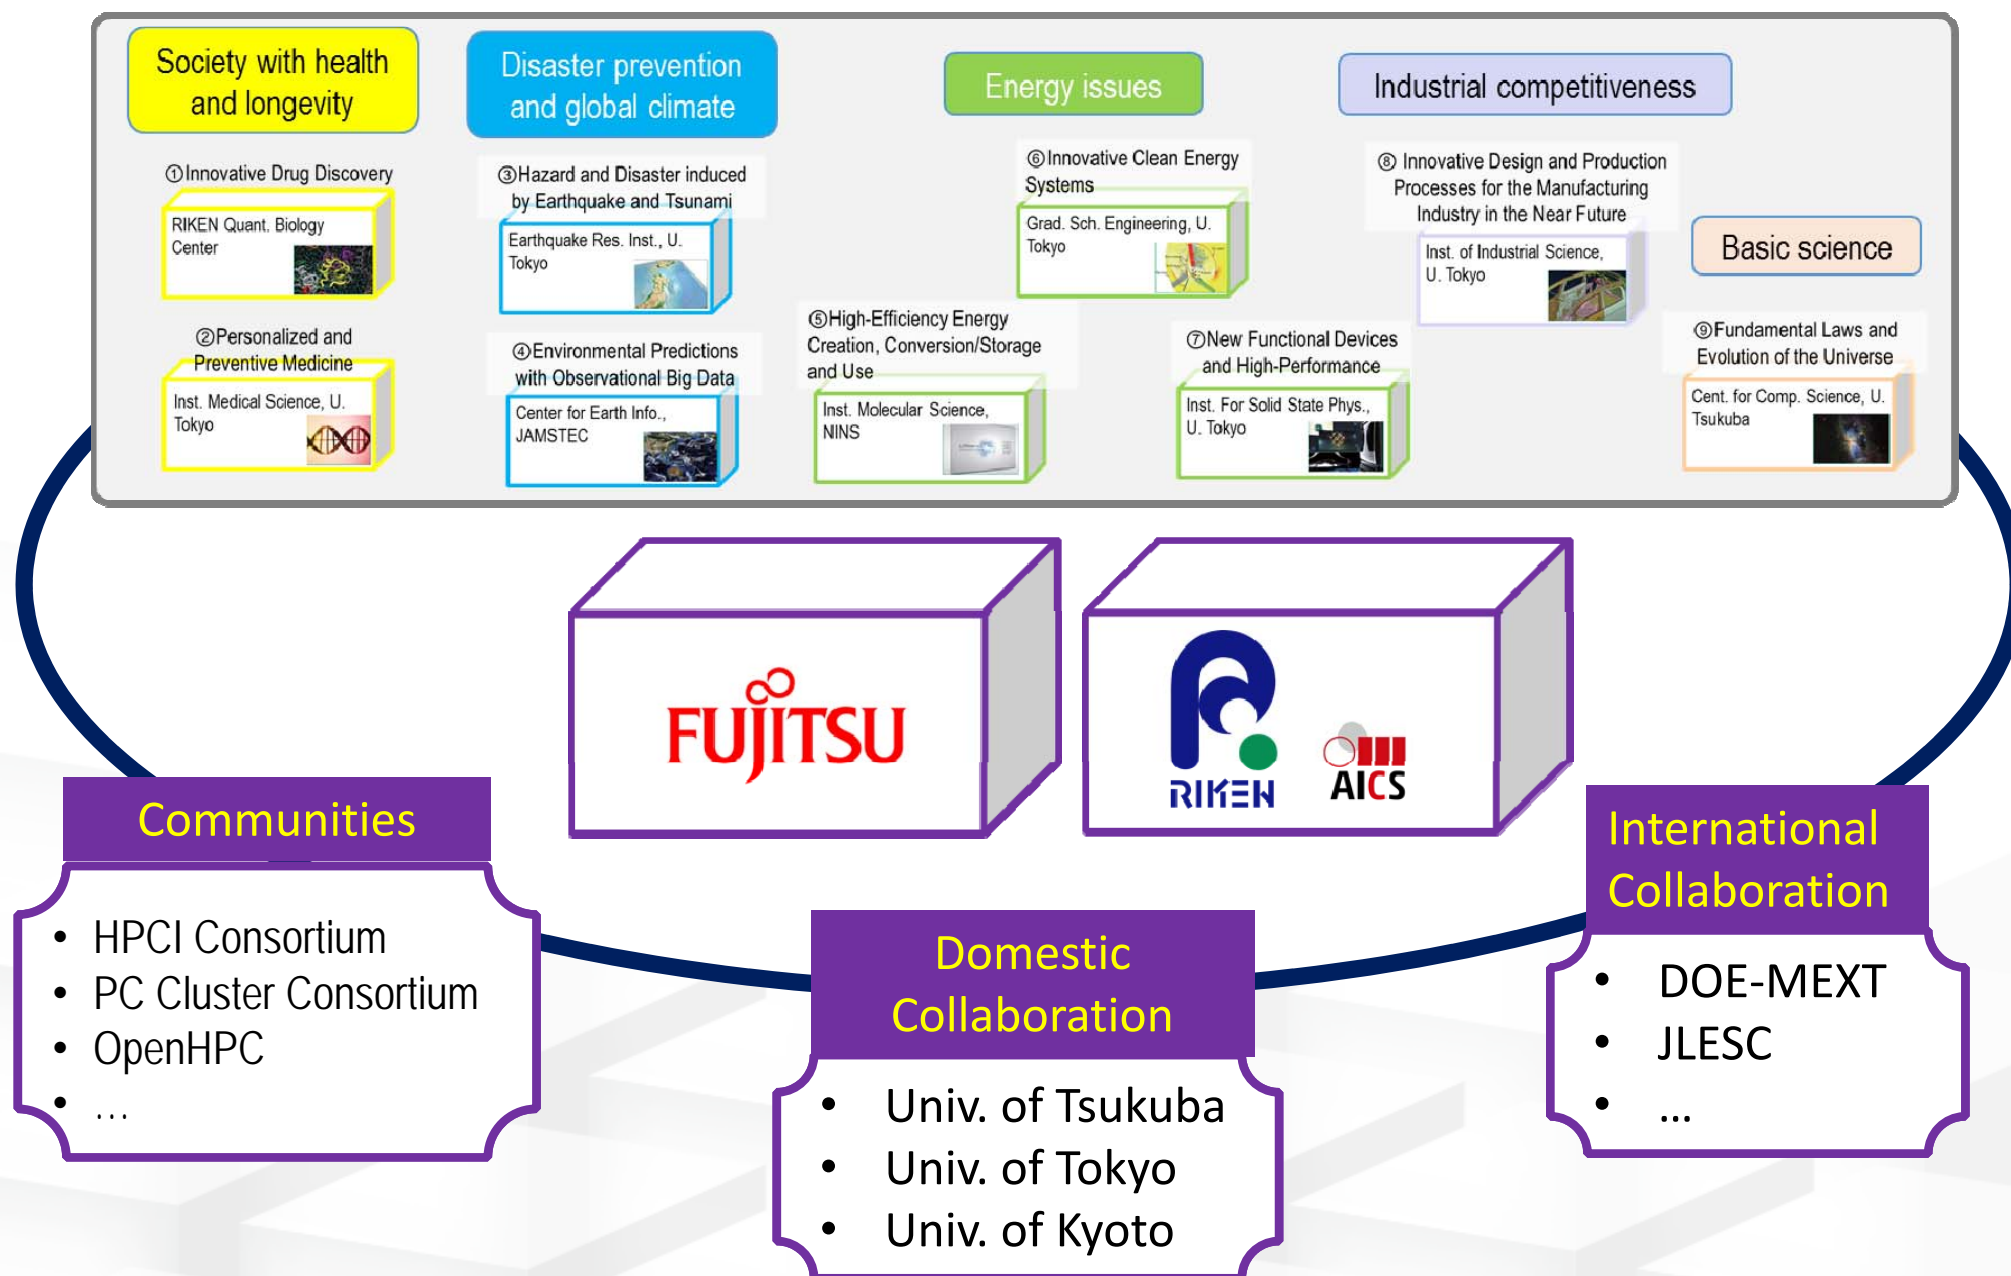 Society with health
and longevity
①Innovative Drug Discovery
RIKEN Quant. Biology
Center
②Personalized and
Preventive Medicine
Inst. Medical Science, U.
Tokyo
Disaster prevention
and global climate
③Hazard and Disaster induced
by Earthquake and Tsunami
Earthquake Res. Inst., U.
Tokyo
④Environmental Predictions
with Observational Big Data
Center for Earth Info.,
JAMSTEC
Energy issues
⑥Innovative Clean Energy
Systems
Grad. Sch. Engineering, U.
Tokyo
⑤High-Efficiency Energy
Creation, Conversion/Storage
and Use
Inst. Molecular Science,
NINS
⑦New Functional Devices
and High-Performance
Inst. For Solid State Phys.,
U. Tokyo
Industrial competitiveness
⑧ Innovative Design and Production
Processes for the Manufacturing
Industry in the Near Future
Inst. of Industrial Science,
U. Tokyo
Basic science
⑨Fundamental Laws and
Evolution of the Universe
Cent. for Comp. Science, U.
Tsukuba
FUJITSU
RIKEN
AICS
Communities
• HPCI Consortium
• PC Cluster Consortium
• OpenHPC
• ...
Domestic
Collaboration
• Univ. of Tsukuba
• Univ. of Tokyo
• Univ. of Kyoto
International
Collaboration
• DOE-MEXT
• JLESC
• ...